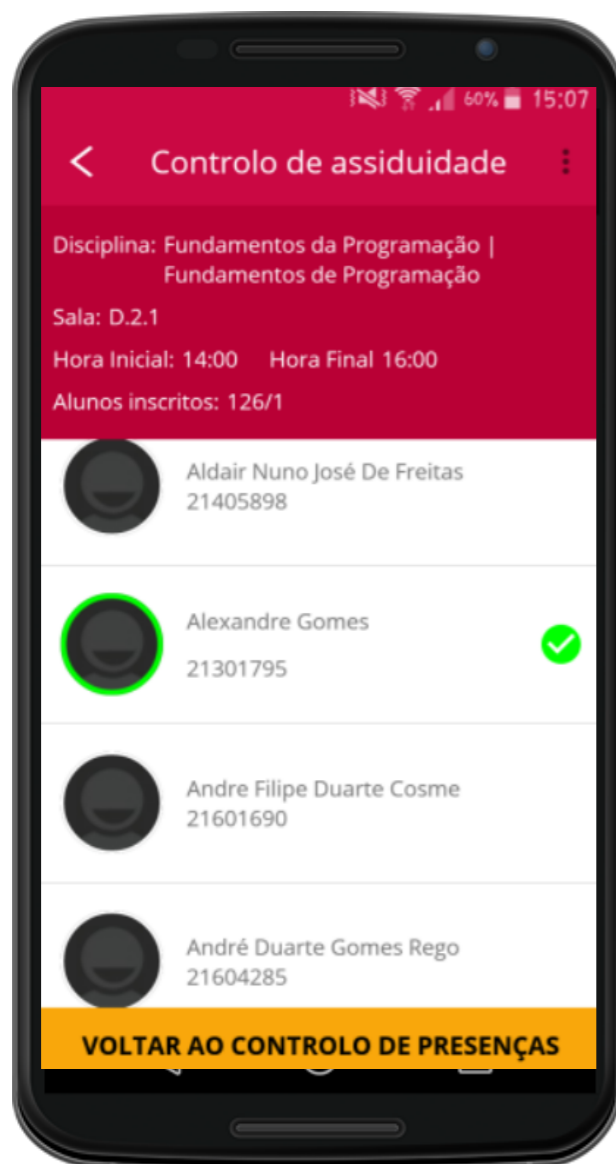 60% 15:07
Controlo de assiduidade
Disciplina: Fundamentos da Programação |
Fundamentos de Programação
Sala: D.2.1
Hora Inicial: 14:00 Hora Final 16:00
Alunos inscritos: 126/1
Aldair Nuno José De Freitas
21405898
Alexandre Gomes
21301795
Andre Filipe Duarte Cosme
21601690
André Duarte Gomes Rego
21604285
VOLTAR AO CONTROLO DE PRESENÇAS